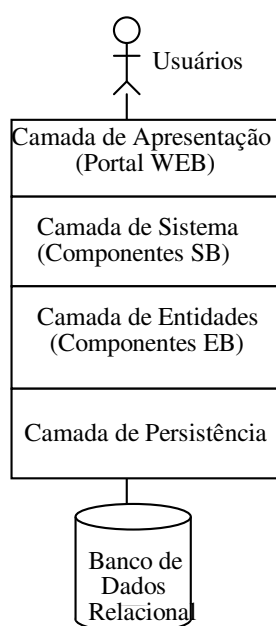 Usuários
Camada de Apresentação
(Portal WEB)
Camada de Sistema
(Componentes SB)
Camada de Entidades
(Componentes EB)
Camada de Persistência
Banco de
Dados
Relacional